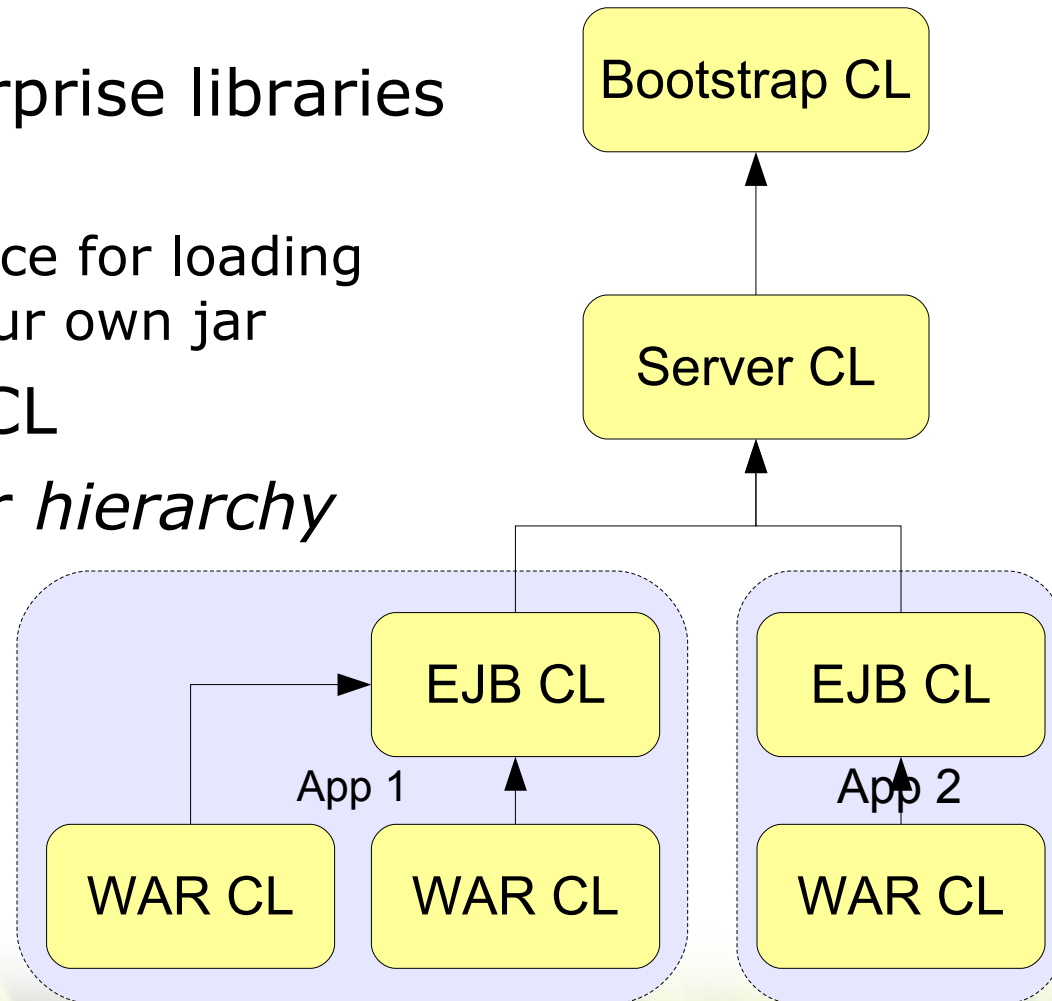 rprise libraries
ce for loading
ur own jar
CL
r hierarchy
Bootstrap CL
Server CL
EJB CL
EJB CL
App 1
App 2
WAR CL
WAR CL
WAR CL